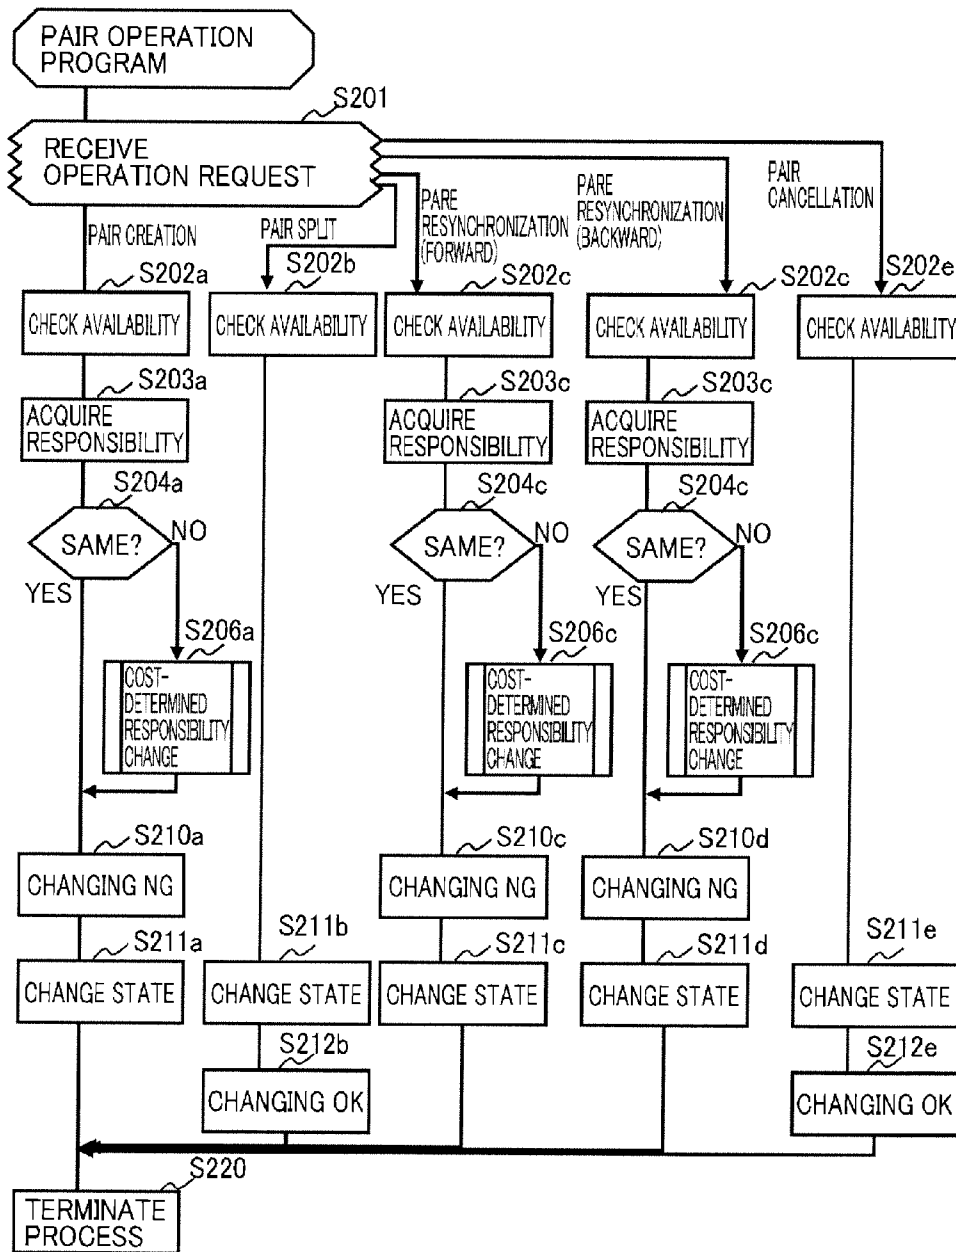 PAIR OPERATION
PROGRAM
S201
RECEIVE
OPERATION REQUEST
PAIR CREATION
PAIR SPLIT
PARE
RESYNCHRONIZATION
(FORWARD)
PARE
RESYNCHRONIZATION
(BACKWARD)
PAIR
CANCELLATION
S202a
S202b
S202c
S202c
S202e
CHECK AVAILABILITY
CHECK AVAILABILITY
CHECK AVAILABILITY
CHECK AVAILABILITY
CHECK AVAILABILITY
S203a
S203c
S203c
ACQUIRE
RESPONSIBILITY
ACQUIRE
RESPONSIBILITY
ACQUIRE
RESPONSIBILITY
S204a
S204c
S204c
SAME?
NO
YES
SAME?
NO
YES
SAME?
NO
YES
S206a
S206c
S206c
COST-
DETERMINED
RESPONSIBILITY
CHANGE
COST-
DETERMINED
RESPONSIBILITY
CHANGE
COST-
DETERMINED
RESPONSIBILITY
CHANGE
S210a
S210c
S210d
CHANGING NG
CHANGING NG
CHANGING NG
S211a
S211b
S211c
S211d
S211e
CHANGE STATE
CHANGE STATE
CHANGE STATE
CHANGE STATE
CHANGE STATE
S212b
S212e
CHANGING OK
CHANGING OK
S220
TERMINATE
PROCESS